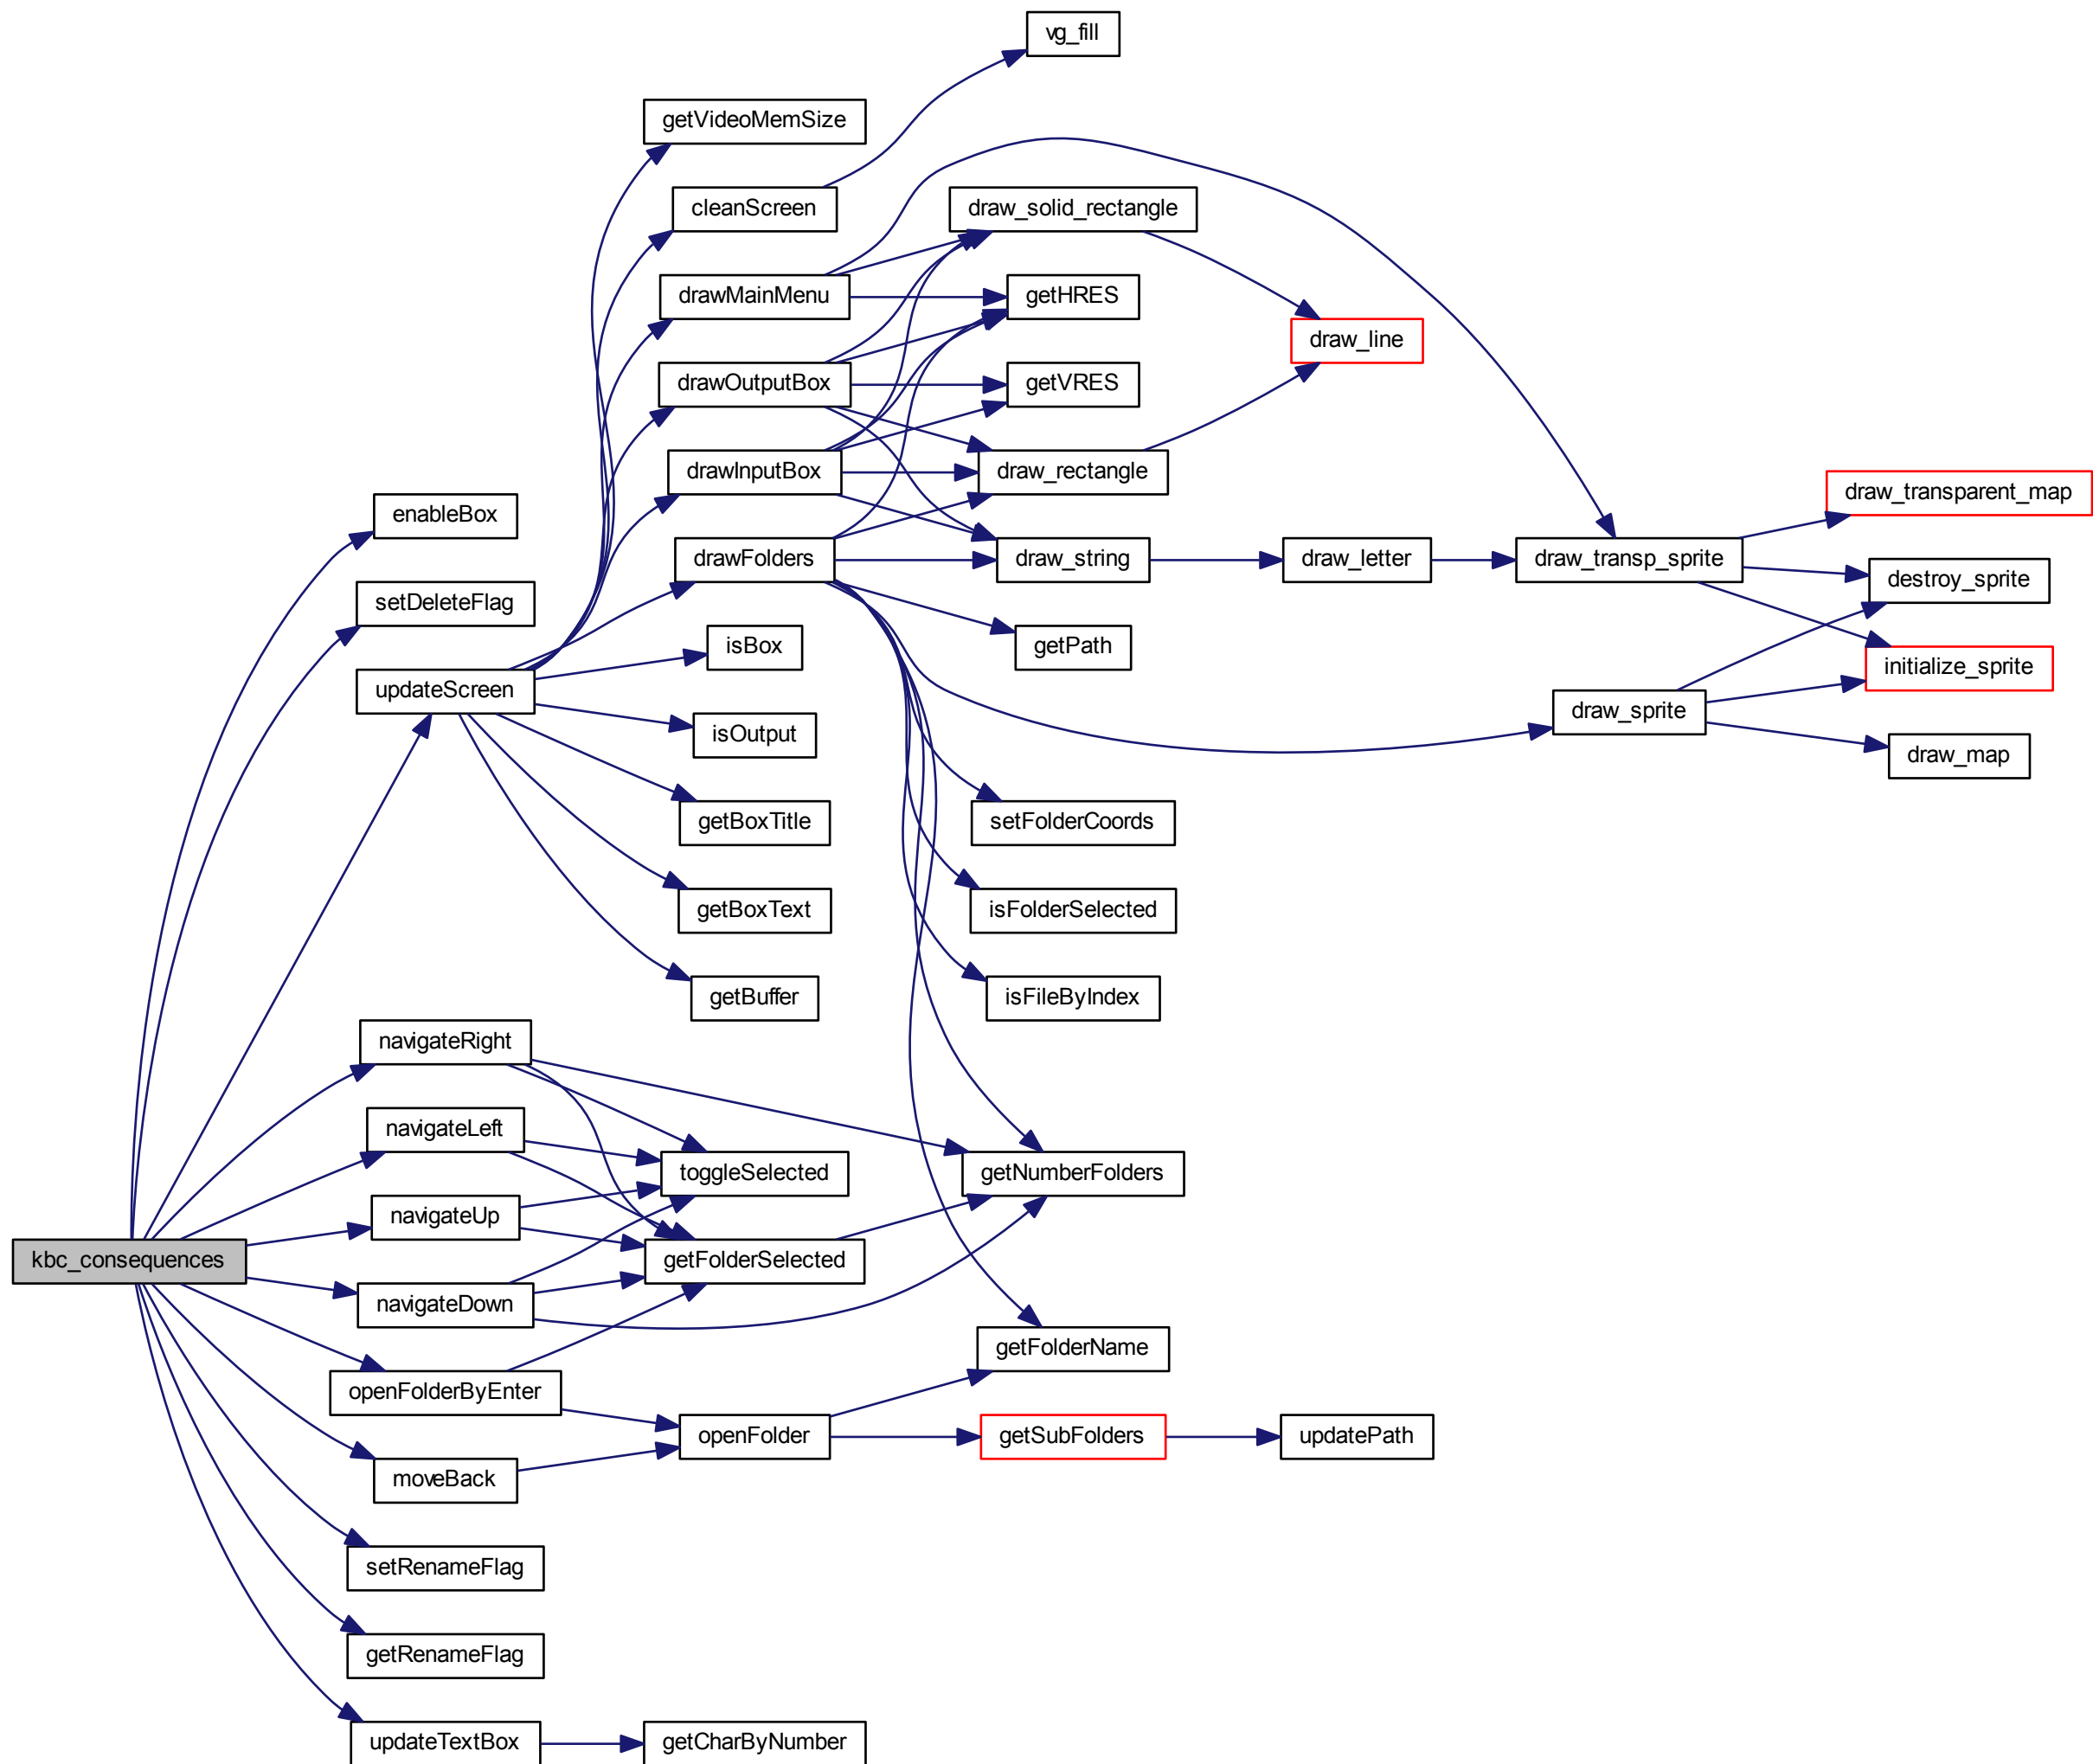 vg_fill
getVideoMemSize
cleanScreen
draw_solid_rectangle
drawMainMenu
getHRES
draw_line
drawOutputBox
getVRES
drawInputBox
draw_rectangle
draw_transparent_map
enableBox
drawFolders
draw_string
draw_letter
draw_transp_sprite
destroy_sprite
setDeleteFlag
isBox
getPath
initialize_sprite
updateScreen
draw_sprite
isOutput
draw_map
getBoxTitle
setFolderCoords
getBoxText
isFolderSelected
getBuffer
isFileByIndex
navigateRight
navigateLeft
toggleSelected
getNumberFolders
navigateUp
kbc_consequences
getFolderSelected
navigateDown
getFolderName
openFolderByEnter
openFolder
getSubFolders
updatePath
moveBack
setRenameFlag
getRenameFlag
updateTextBox
getCharByNumber